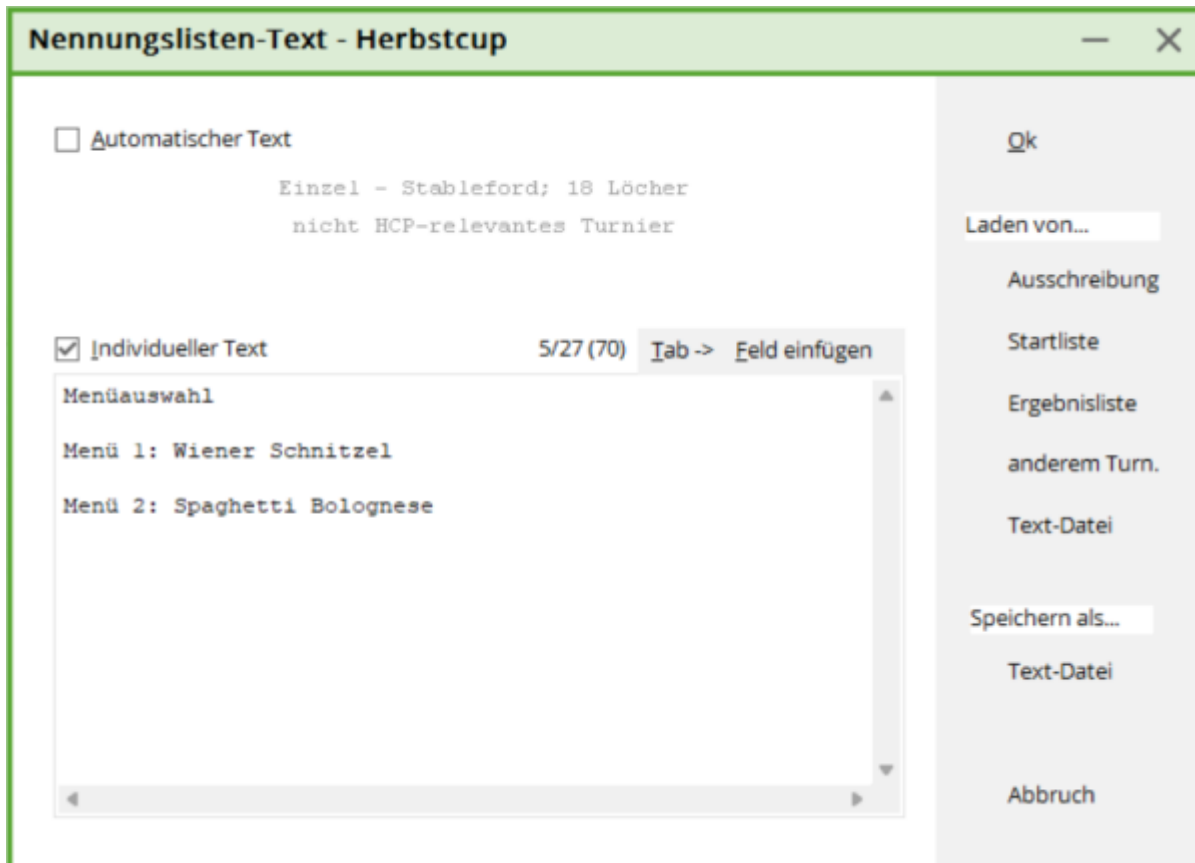 Nennungslisten-Text - Herbstcup
Automatischer Text
Einzel - Stableford; 18 Löcher
nicht HCP-relevantes Turnier
Individueller Text 5/27 (70) Tab -> Feld einfügen
Menüauswahl
Menü 1: Wiener Schnitzel
Menü 2: Spaghetti Bolognese
Ok
Laden von...
Ausschreibung
Startliste
Ergebnisliste
anderem Turn.
Text-Datei
Speichern als...
Text-Datei
Abbruch